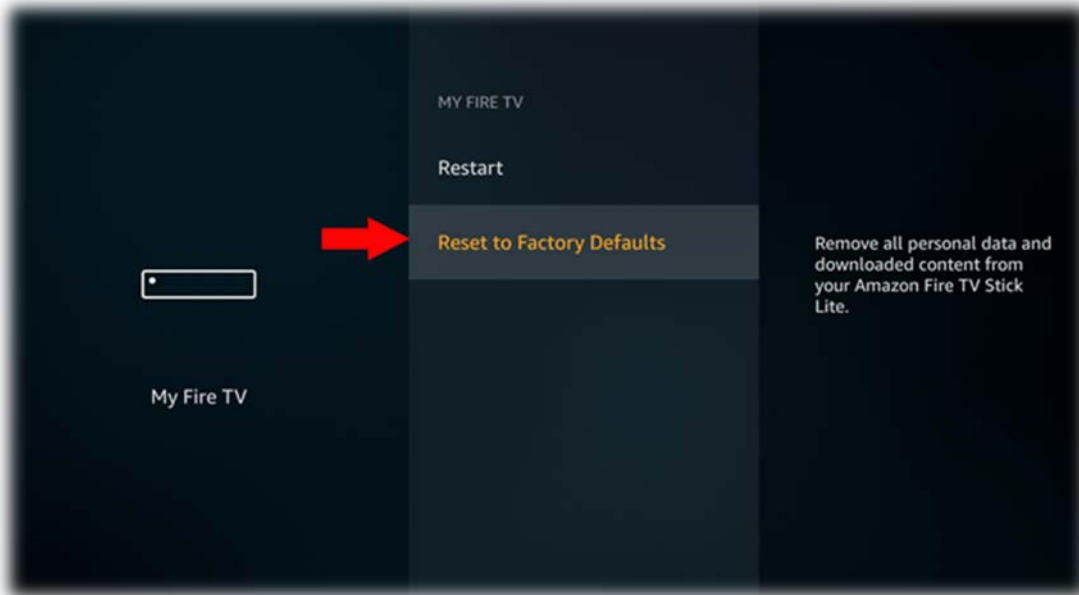 MY FIRE TV
Restart
Reset to Factory Defaults
Remove all personal data and
downloaded content from
your Amazon Fire TV Stick
Lite.
My Fire TV